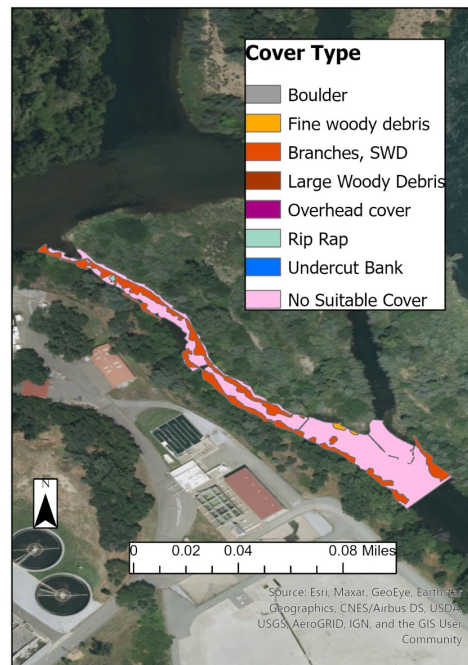 Cover Type
Boulder
Fine woody debris
Branches, SWD
Large Woody Debris
Overhead cover
Rip Rap
Undercut Bank
No Suitable Cover
N
0 0.02 0.04 0.08 Miles
Source: Esri, Maxar, GeoEye, Earthstar
Geographics, CNES/Airbus DS, USDA,
USGS, AeroGRID, IGN, and the GIS User
Community